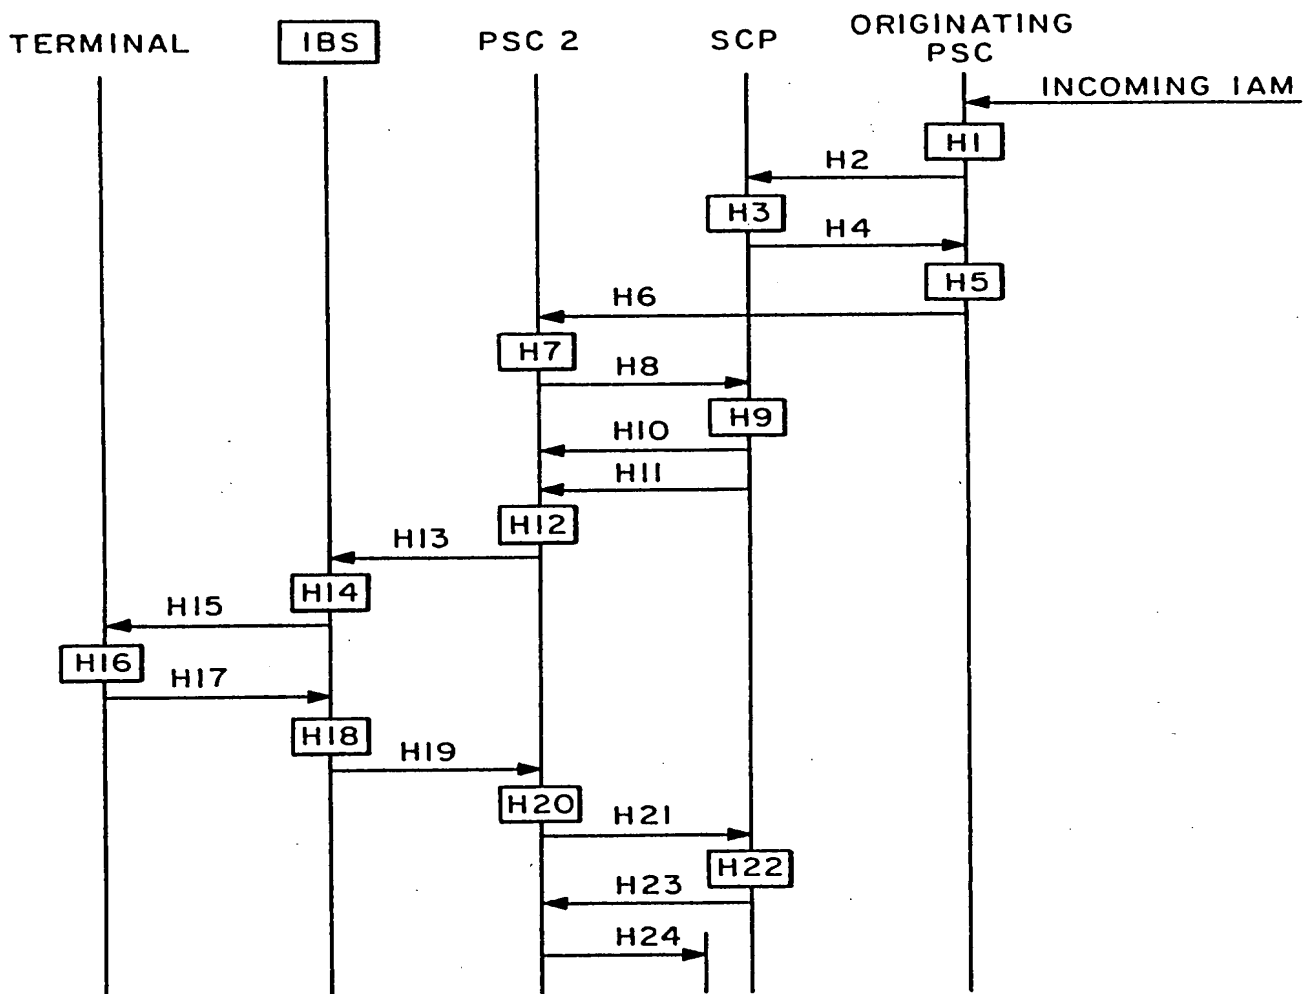 TERMINAL
IBS
PSC 2
SCP
ORIGINATING
PSC
INCOMING IAM
H1
H2
H3
H4
H5
H6
H7
H8
H9
H10
H11
H12
H13
H14
H15
H16
H17
H18
H19
H20
H21
H22
H23
H24